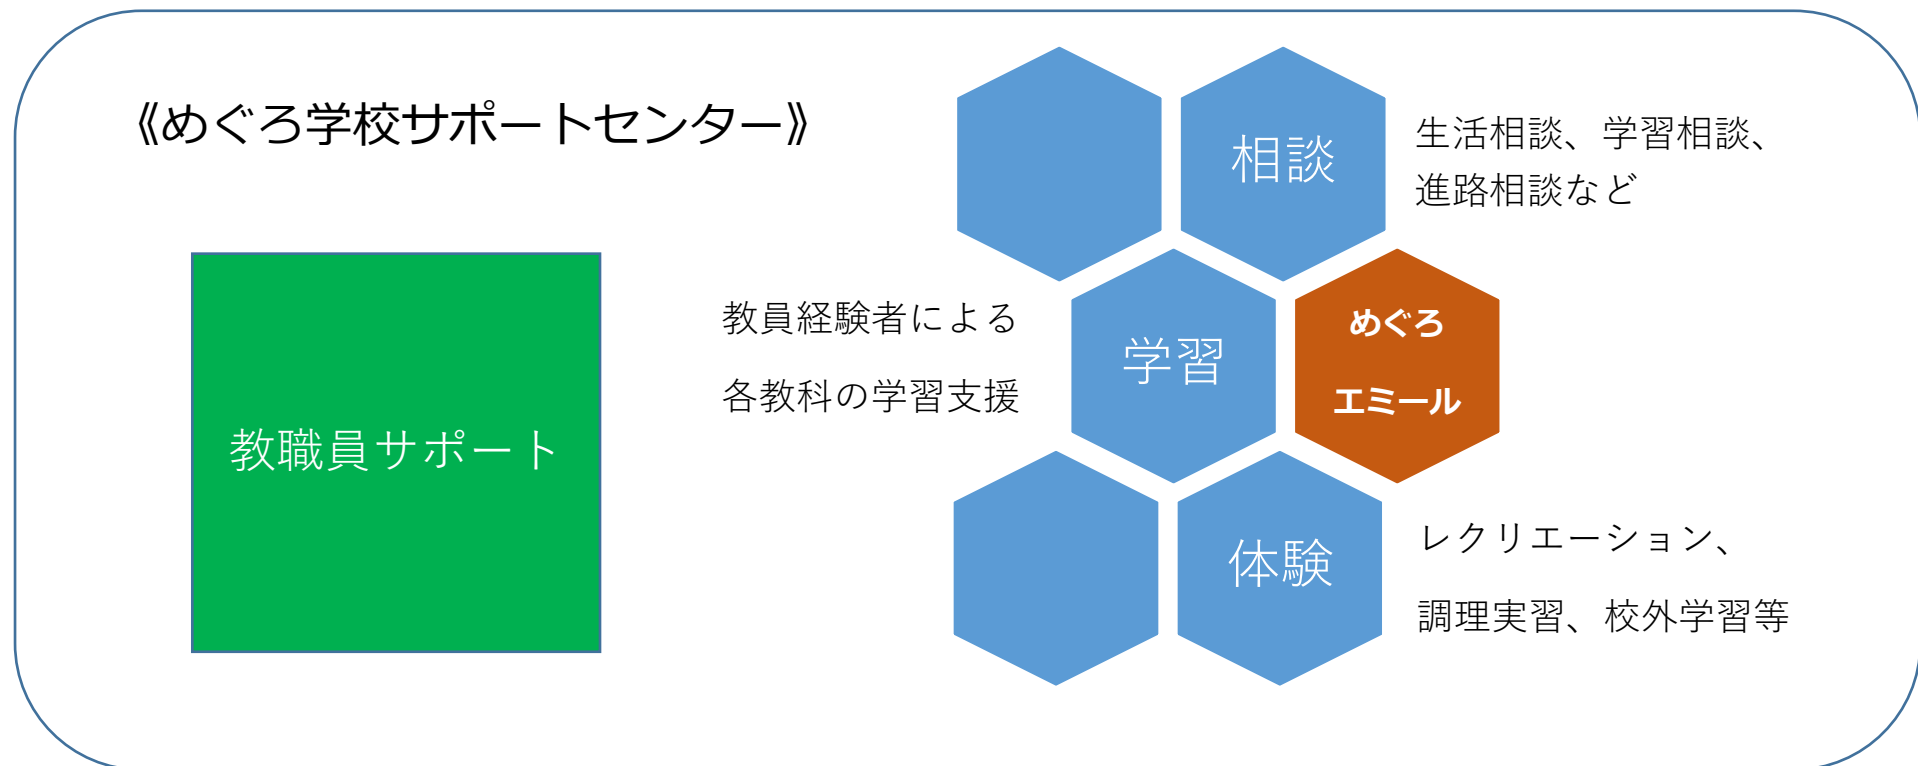 《めぐろ学校サポートセンター》
教職員サポート
相談
生活相談、学習相談、
進路相談など
教員経験者による
各教科の学習支援
学習
めぐろ
エミール
体験
レクリエーション、
調理実習、校外学習等